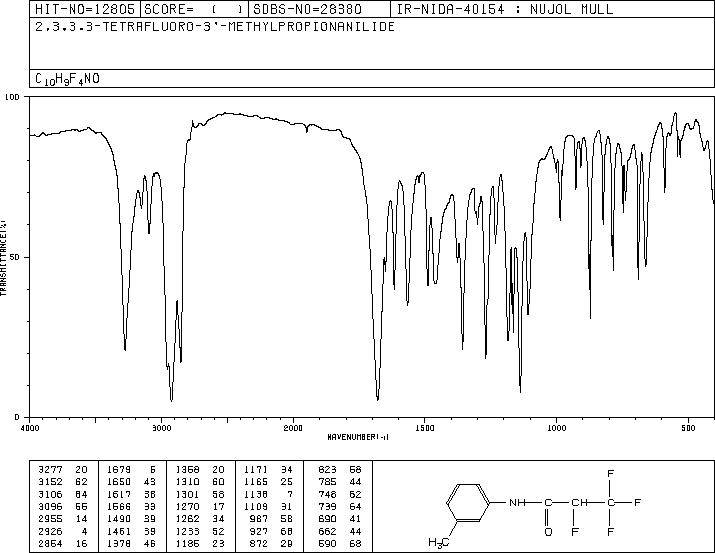 HIT-NO=12805 SCORE= ( ) SDBS-NO=28380 IR-NIDA-40154 : NUJOL MULL
2,3,3,3-TETRAFLUORO-3'-METHYLPROPIONANILIDE
C10H9F4NO
100
50
0
TRANSMITTANCE(%)
4000 3000 2000 1500 1000 500
WAVENUMBER(-1)
3277 20 1679 5 1358 20 1171 34 823 58
3152 62 1650 43 1310 60 1165 25 785 44
3106 64 1617 38 1301 58 1138 7 748 62
3096 55 1566 33 1270 17 1109 31 739 64
2955 14 1490 39 1262 34 987 58 690 41
2926 4 1461 39 1233 52 927 68 662 44
2854 16 1378 46 1185 23 872 29 590 68
F
NH C CH C F
O F F
H3C